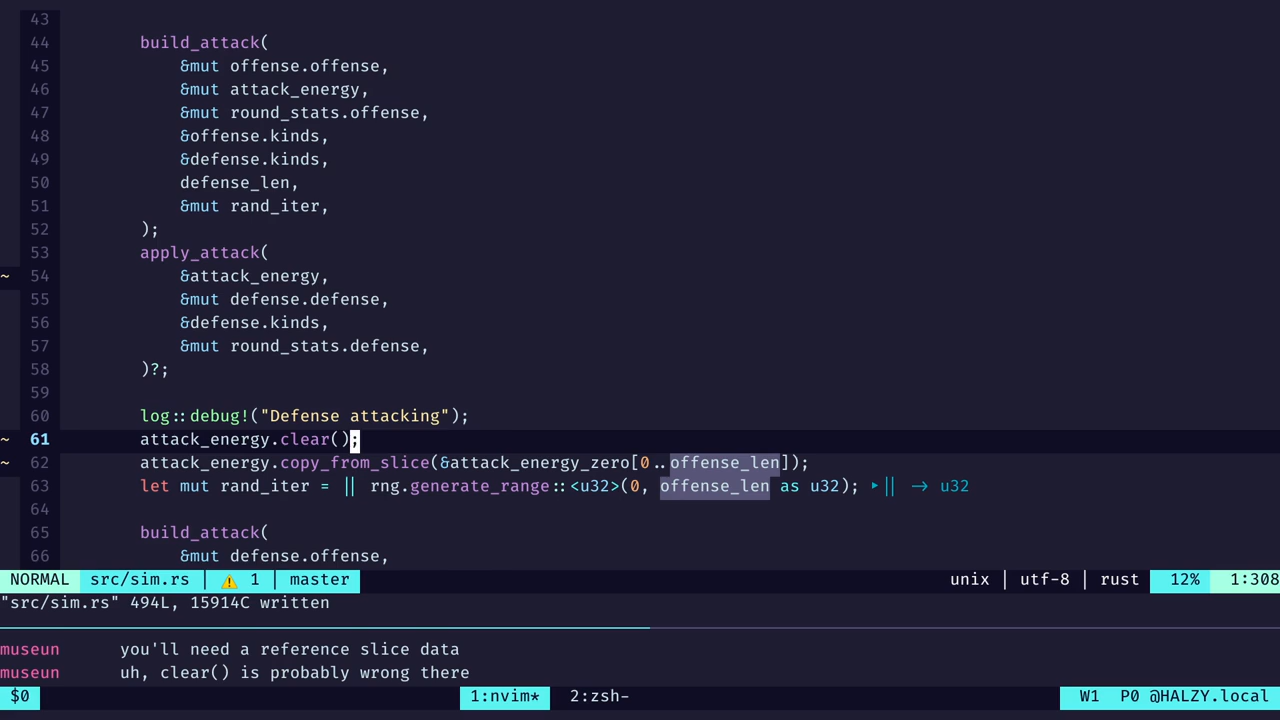 43
44 build_attack(
45 &mut offense.offense,
46 &mut attack_energy,
47 &mut round_stats.offense,
48 &offense.kinds,
49 &defense.kinds,
50 defense_len,
51 &mut rand_iter,
52 );
53 apply_attack(
~ 54 &attack_energy,
55 &mut defense.defense,
56 &defense.kinds,
57 &mut round_stats.defense,
58 )?;
59
60 log::debug!("Defense attacking");
~ 61 attack_energy.clear();
~ 62 attack_energy.copy_from_slice(&attack_energy_zero[0..offense_len]);
63 let mut rand_iter = || rng.generate_range::<u32>(0, offense_len as u32); ▸|| → u32
64
65 build_attack(
66 &mut defense.offense,
NORMAL src/sim.rs | ⚠ 1 | master unix | utf-8 | rust 12% 1:308
"src/sim.rs" 494L, 15914C written
museun you'll need a reference slice data
museun uh, clear() is probably wrong there
$0 1:nvim* 2:zsh- W1 P0 @HALZY.local